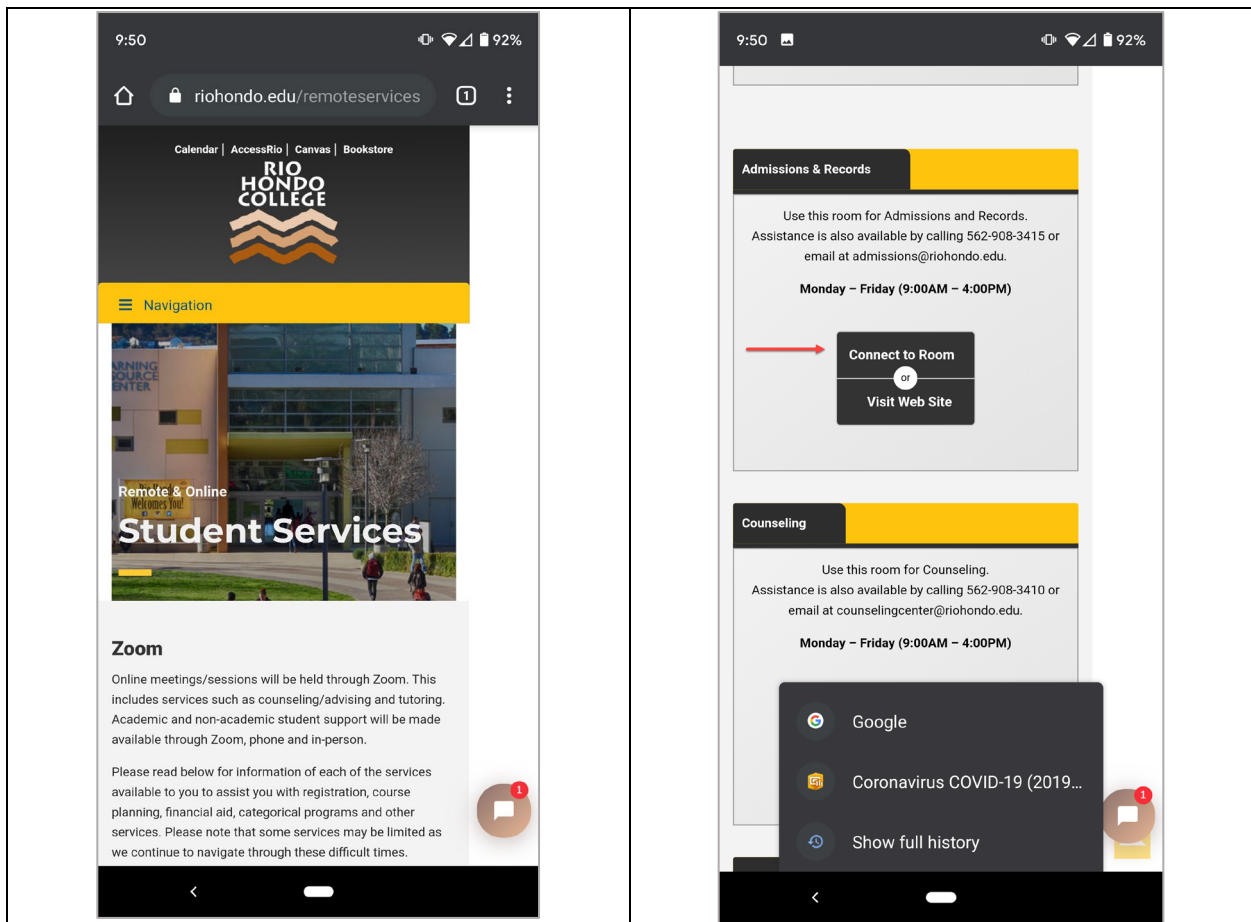 9:50
92%
riohondo.edu/remoteservices
1
Calendar | AccessRio | Canvas | Bookstore
RIO
HONDO
COLLEGE
Navigation
ARNING
SOURCE
ENTER
Remote & Online
Welcomes You!
Student Services
Zoom
Online meetings/sessions will be held through Zoom. This
includes services such as counseling/advising and tutoring.
Academic and non-academic student support will be made
available through Zoom, phone and in-person.
Please read below for information of each of the services
available to you to assist you with registration, course
planning, financial aid, categorical programs and other
services. Please note that some services may be limited as
we continue to navigate through these difficult times.
1
9:50
92%
Admissions & Records
Use this room for Admissions and Records.
Assistance is also available by calling 562-908-3415 or
email at admissions@riohondo.edu.
Monday – Friday (9:00AM – 4:00PM)
Connect to Room
or
Visit Web Site
Counseling
Use this room for Counseling.
Assistance is also available by calling 562-908-3410 or
email at counselingcenter@riohondo.edu.
Monday – Friday (9:00AM – 4:00PM)
Google
Coronavirus COVID-19 (2019...
Show full history
1